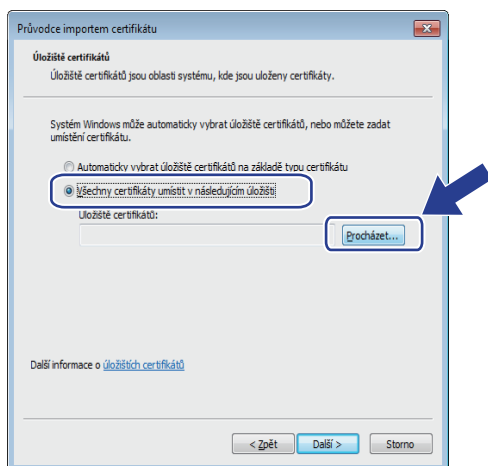 Průvodce importem certifikátu
Úložiště certifikátů
Úložiště certifikátů jsou oblasti systému, kde jsou uloženy certifikáty.
Systém Windows může automaticky vybrat úložiště certifikátů, nebo můžete zadat
umístění certifikátu.
Automaticky vybrat úložiště certifikátů na základě typu certifikátu
Všechny certifikáty umístit v následujícím úložišti
Úložiště certifikátů:
Procházet...
Další informace o úložištích certifikátů
< Zpět
Další >
Storno